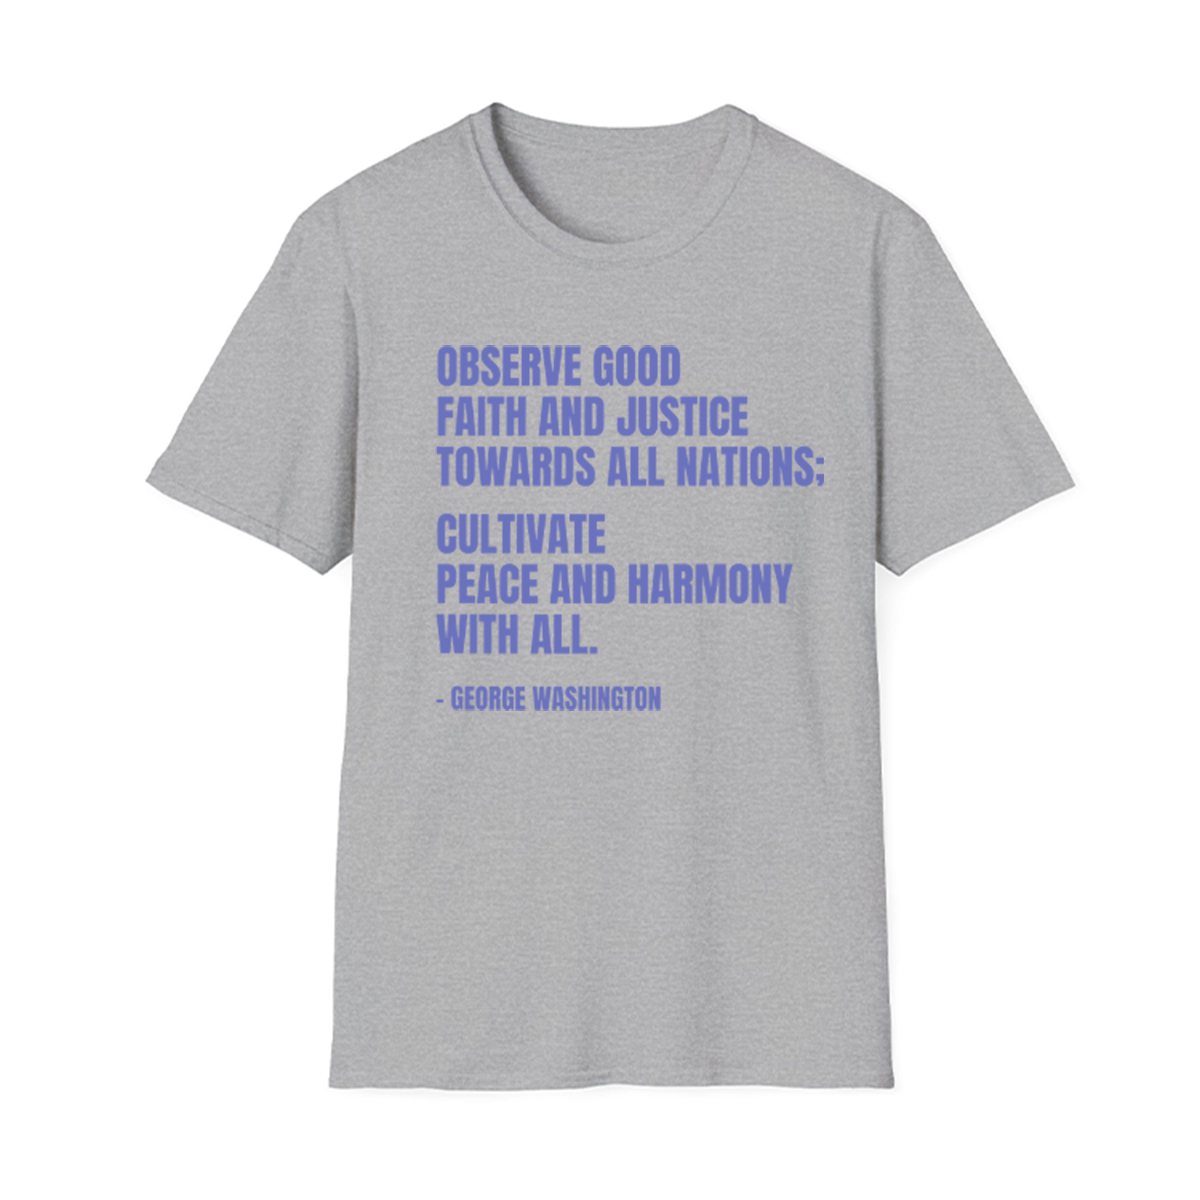 OBSERVE GOOD
FAITH AND JUSTICE
TOWARDS ALL NATIONS;
CULTIVATE
PEACE AND HARMONY
WITH ALL.
- GEORGE WASHINGTON